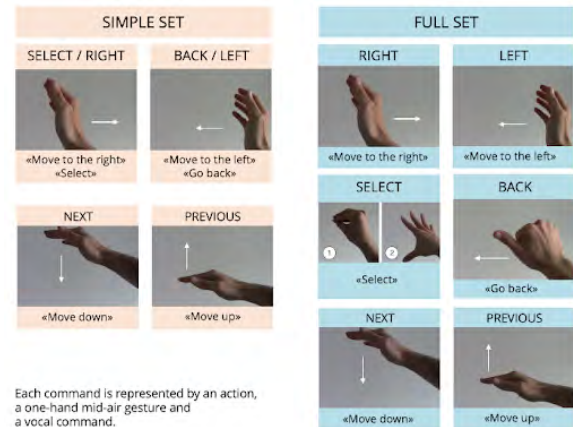 SIMPLE SET
SELECT / RIGHT
BACK / LEFT
«Move to the right»
«Select»
«Move to the left»
«Go back»
NEXT
PREVIOUS
«Move down»
«Move up»
Each command is represented by an action,
a one-hand mid-air gesture and
a vocal command.
FULL SET
RIGHT
LEFT
«Move to the right»
«Move to the left»
SELECT
BACK
1
2
«Select»
«Go back»
NEXT
PREVIOUS
«Move down»
«Move up»